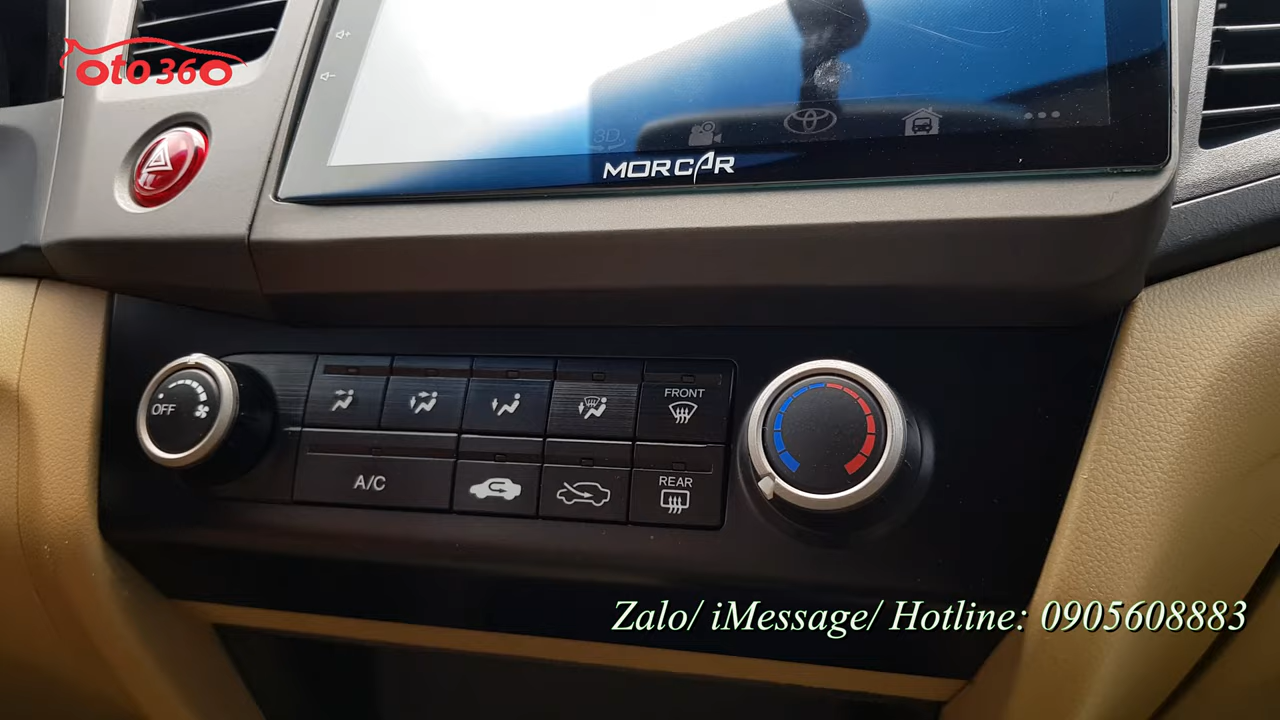 oto360
3D
MORCAR
OFF
FRONT
A/C
REAR
Zalo/ iMessage/ Hotline: 0905608883